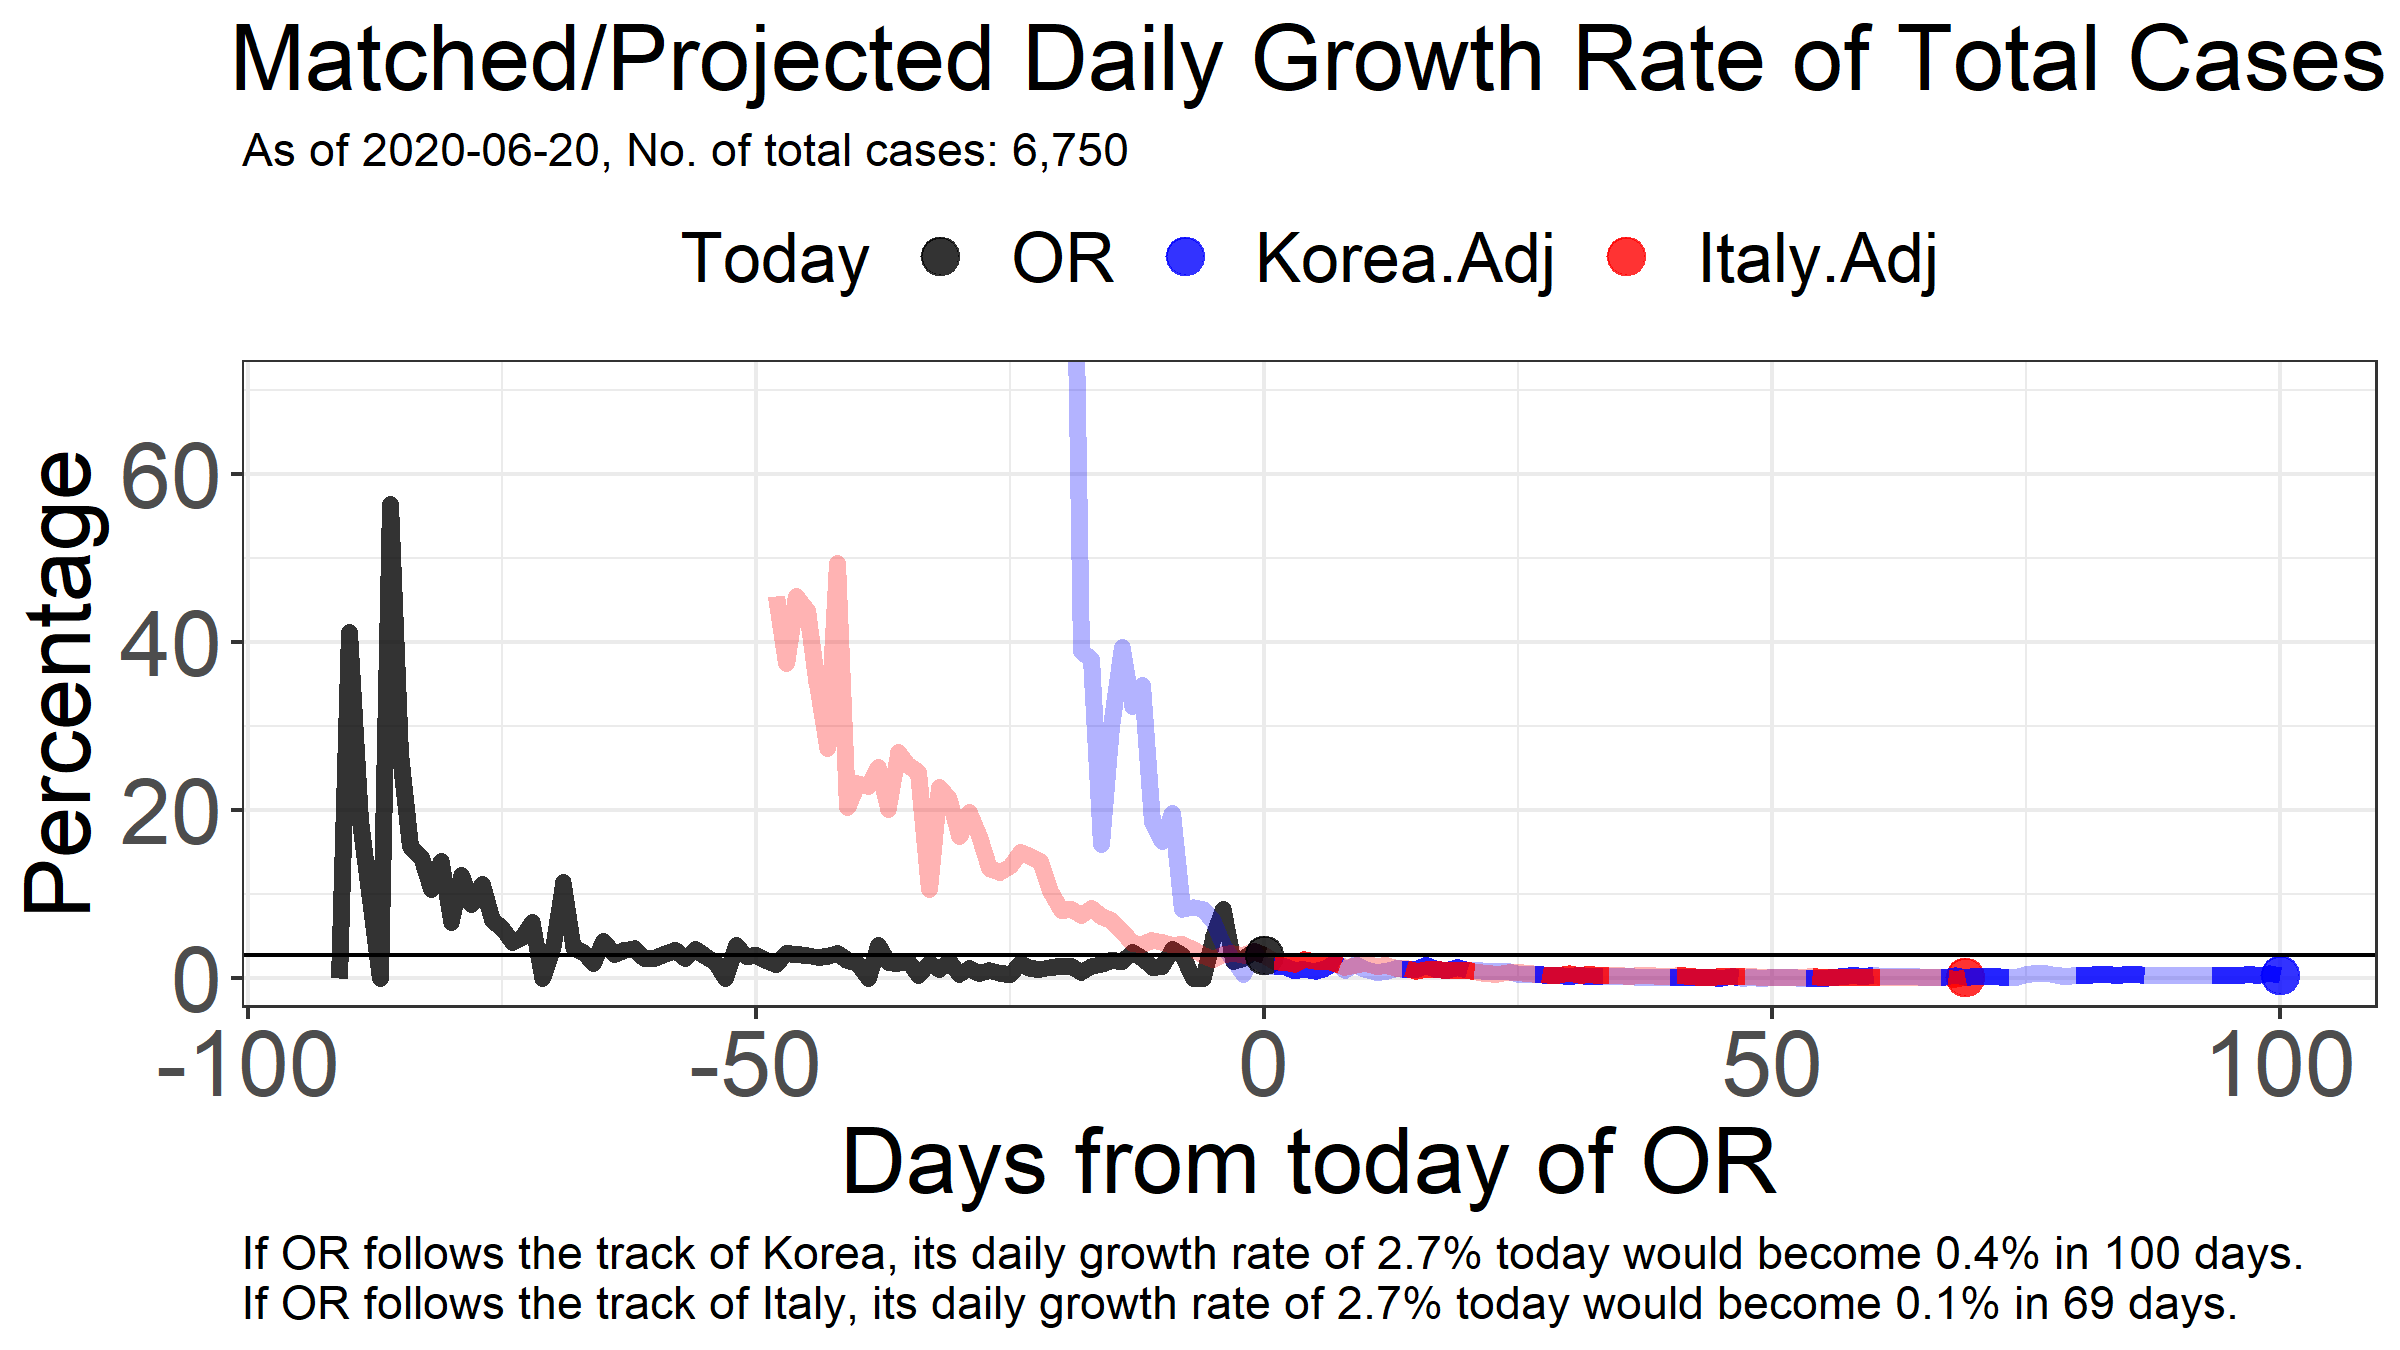 Matched/Projected Daily Growth Rate of Total Cases
As of 2020-06-20, No. of total cases: 6,750
Today OR Korea.Adj Italy.Adj
Percentage
60
40
20
0
-100 -50 0 50 100
Days from today of OR
If OR follows the track of Korea, its daily growth rate of 2.7% today would become 0.4% in 100 days.
If OR follows the track of Italy, its daily growth rate of 2.7% today would become 0.1% in 69 days.